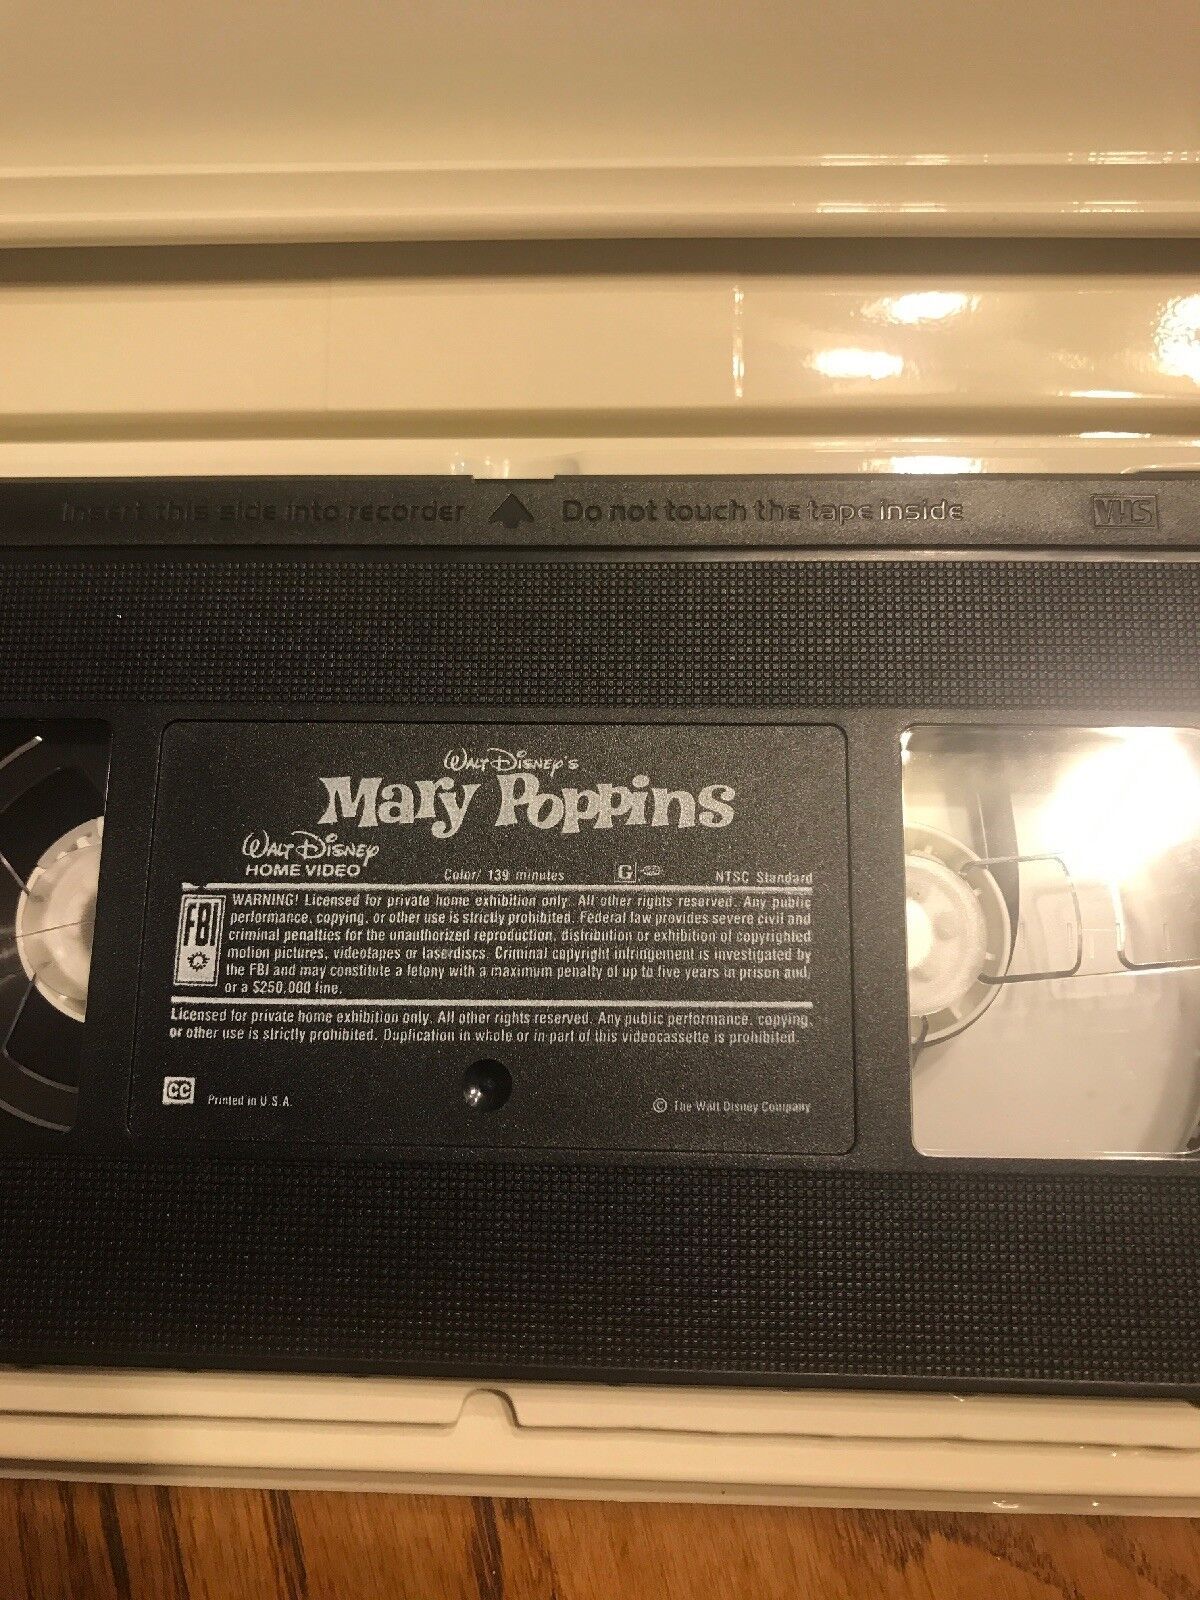 Insert this side into recorder Do not touch the tape inside VHS
WALT DISNEY'S
Mary Poppins
WALT DISNEY
HOME VIDEO
Color/ 139 minutes G NTSC Standard
FBI
WARNING! Licensed for private home exhibition only. All other rights reserved. Any public
performance, copying, or other use is strictly prohibited. Federal law provides severe civil and
criminal penalties for the unauthorized reproduction, distribution or exhibition of copyrighted
motion pictures, videotapes or laserdiscs. Criminal copyright infringement is investigated by
the FBI and may constitute a felony with a maximum penalty of up to five years in prison and/
or a $250,000 fine.
Licensed for private home exhibition only. All other rights reserved. Any public performance, copying,
or other use is strictly prohibited. Duplication in whole or in part of this videocassette is prohibited.
CC Printed in U.S.A. © The Walt Disney Company